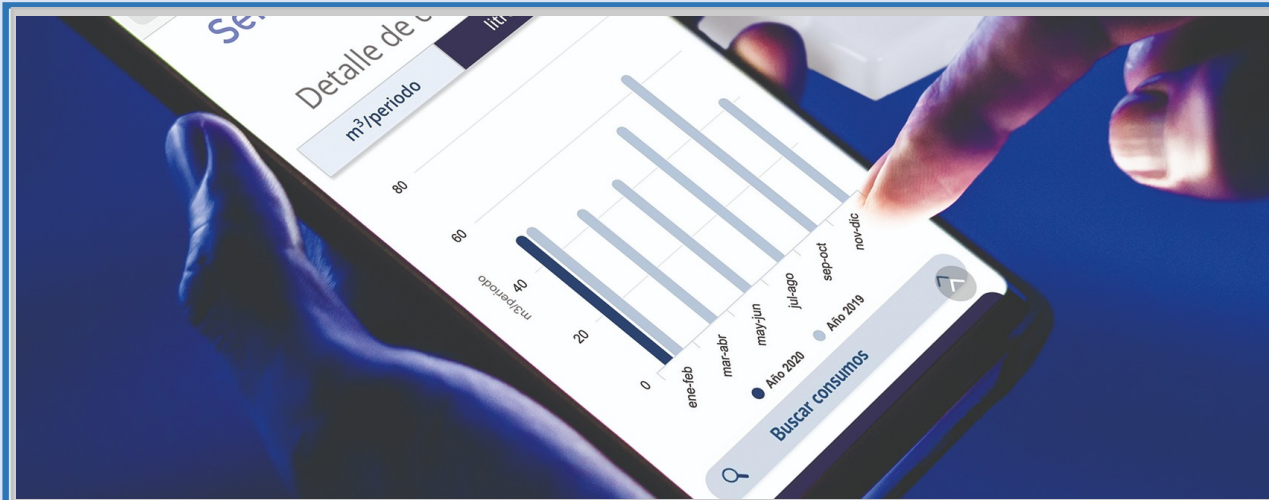 Detalle de
m³/periodo
80
60
40
20
0
m3/periodo
ene-feb
mar-abr
may-jun
jul-ago
sep-oct
nov-dic
Año 2020
Año 2019
Buscar consumos